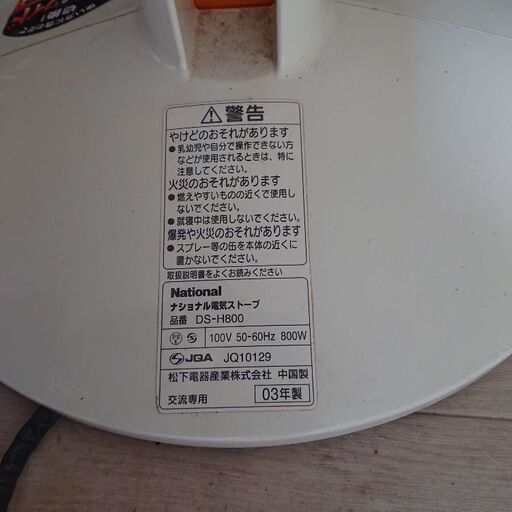 ⚠警告
やけどのおそれがあります
●乳幼児や自分で操作できない方
などが使用されるときは、特に
注意してください。
火災のおそれがあります
●燃えやすいものの近くで使用し
ないでください。
●就寝中は使用しないでください。
爆発や火災のおそれがあります
●スプレー等の缶を本体の近くに
置かないでください。
取扱説明書をよくお読みください
National
ナショナル電気ストーブ
品番 DS-H800
100V 50-60Hz 800W
JQA JQ10129
松下電器産業株式会社 中国製
交流専用 03年製